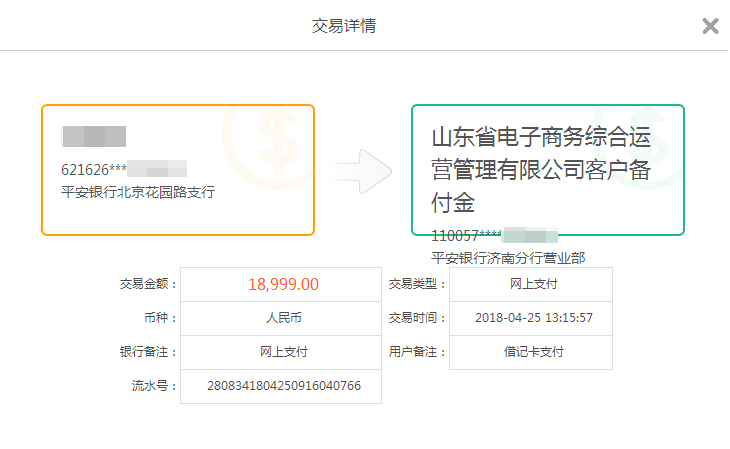 交易详情
621626***
平安银行北京花园路支行
山东省电子商务综合运
营管理有限公司客户备
付金
110057****
平安银行济南分行营业部
交易金额： 18,999.00 交易类型： 网上支付
币种： 人民币 交易时间： 2018-04-25 13:15:57
银行备注： 网上支付 用户备注： 借记卡支付
流水号： 2808341804250916040766